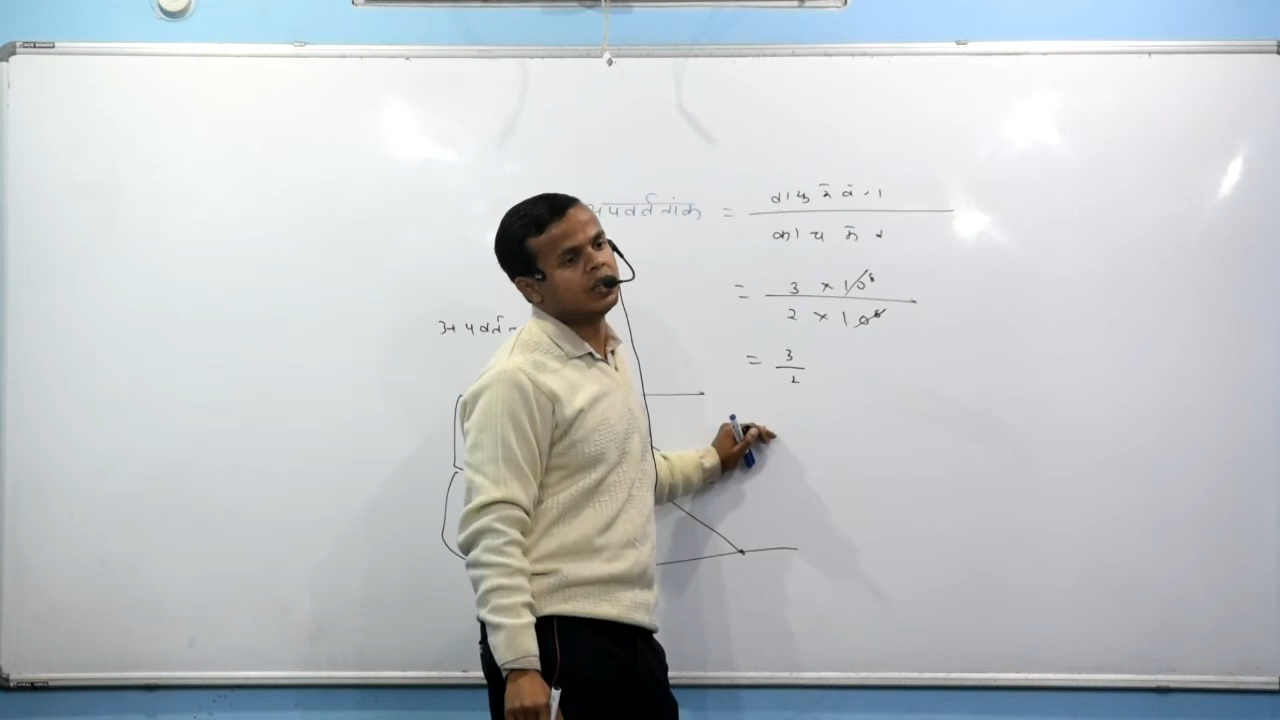 अपवर्तनांक = वायु में वेग
काय में व
= 3 × 10⁸
2 × 10⁸
= 3
2
अपवर्त